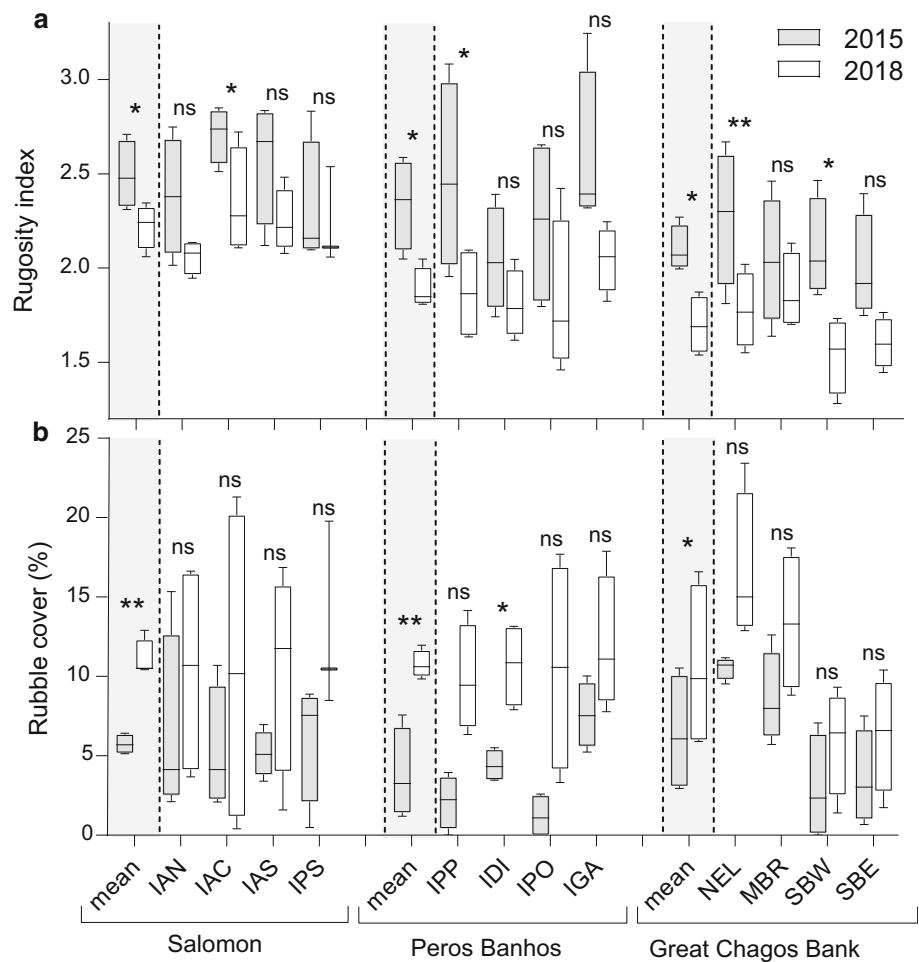 a
ns
2015
2018
3.0
*
*
ns
*
ns
ns
*
ns
ns
**
ns
*
ns
*
2.5
2.0
1.5
Rugosity index
b
25
20
15
10
5
0
Rubble cover (%)
**
ns
ns
ns
ns
**
ns
*
ns
ns
*
ns
ns
ns
ns
mean IAN IAC IAS IPS mean IPP IDI IPO IGA mean NEL MBR SBW SBE
Salomon Peros Banhos Great Chagos Bank